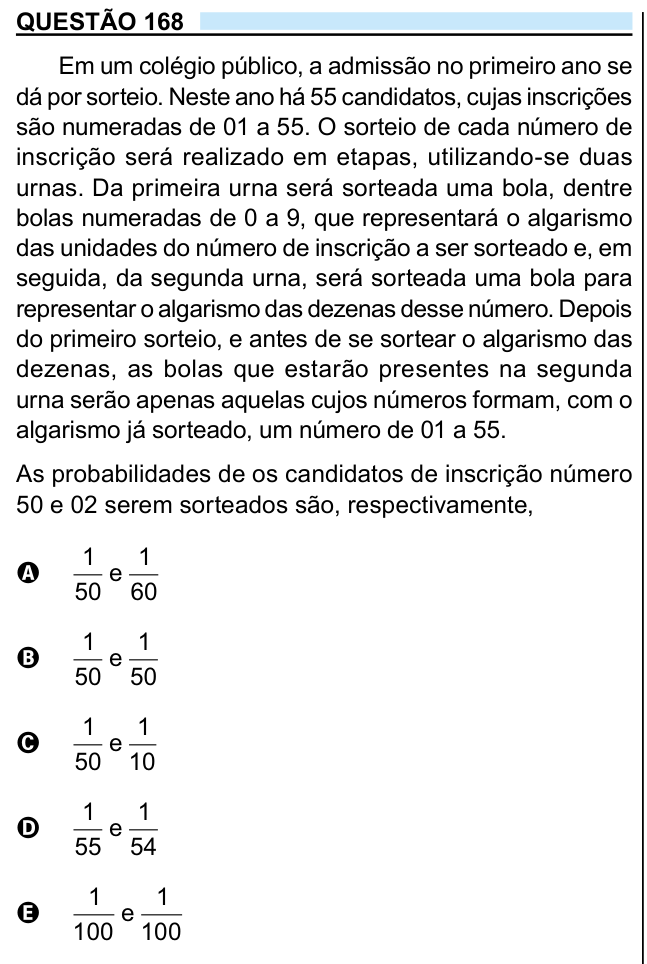 QUESTÃO 168
Em um colégio público, a admissão no primeiro ano se
dá por sorteio. Neste ano há 55 candidatos, cujas inscrições
são numeradas de 01 a 55. O sorteio de cada número de
inscrição será realizado em etapas, utilizando-se duas
urnas. Da primeira urna será sorteada uma bola, dentre
bolas numeradas de 0 a 9, que representará o algarismo
das unidades do número de inscrição a ser sorteado e, em
seguida, da segunda urna, será sorteada uma bola para
representar o algarismo das dezenas desse número. Depois
do primeiro sorteio, e antes de se sortear o algarismo das
dezenas, as bolas que estarão presentes na segunda
urna serão apenas aquelas cujos números formam, com o
algarismo já sorteado, um número de 01 a 55.
As probabilidades de os candidatos de inscrição número
50 e 02 serem sorteados são, respectivamente,
A 1/50 e 1/60
B 1/50 e 1/50
C 1/50 e 1/10
D 1/55 e 1/54
E 1/100 e 1/100